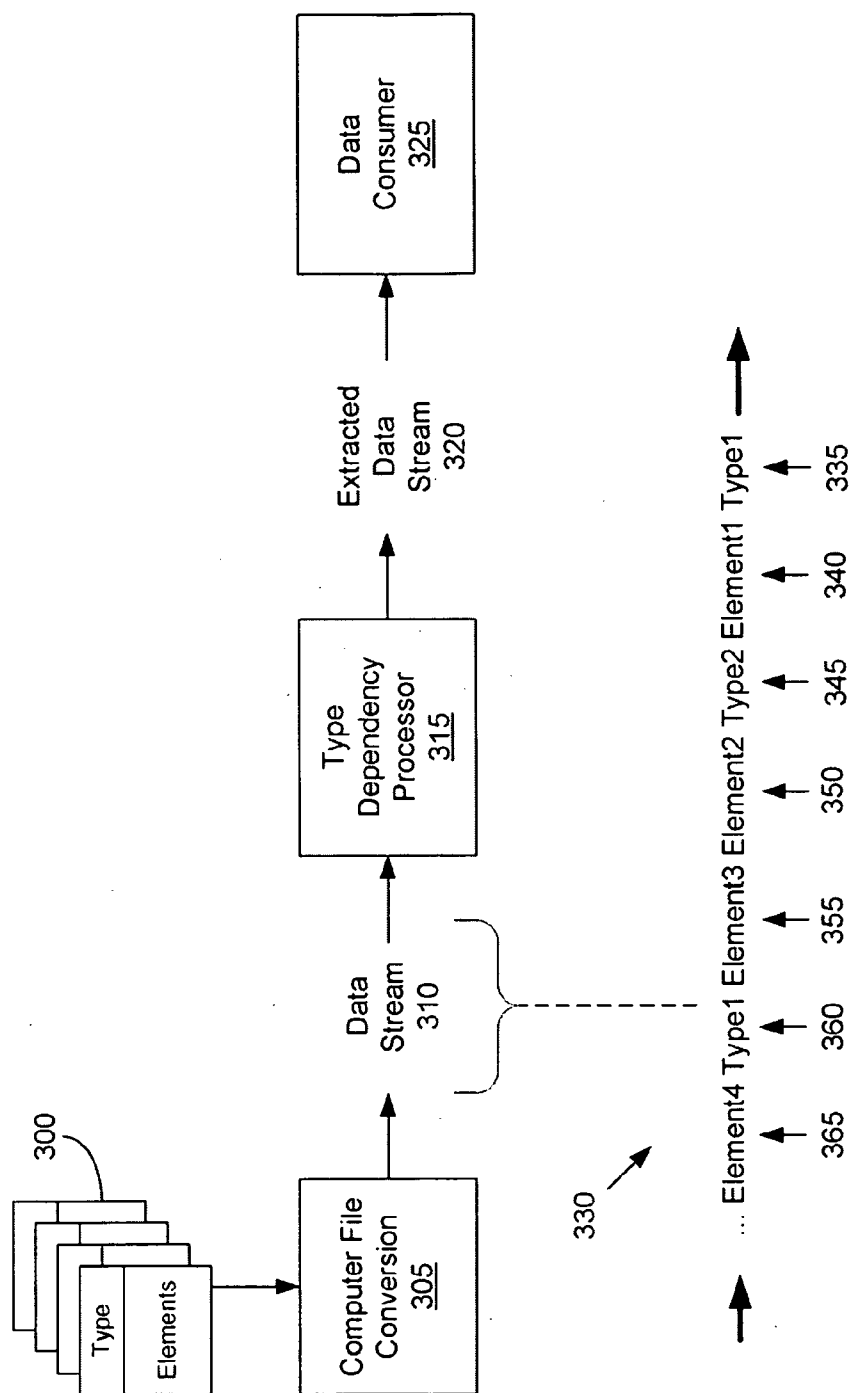 300
Type
Elements
Computer File
Conversion
305
Data
Stream
310
Type
Dependency
Processor
315
Extracted
Data
Stream
320
Data
Consumer
325
330
... Element4 Type1 Element3 Element2 Type2 Element1 Type1
365 360 355 350 345 340 335